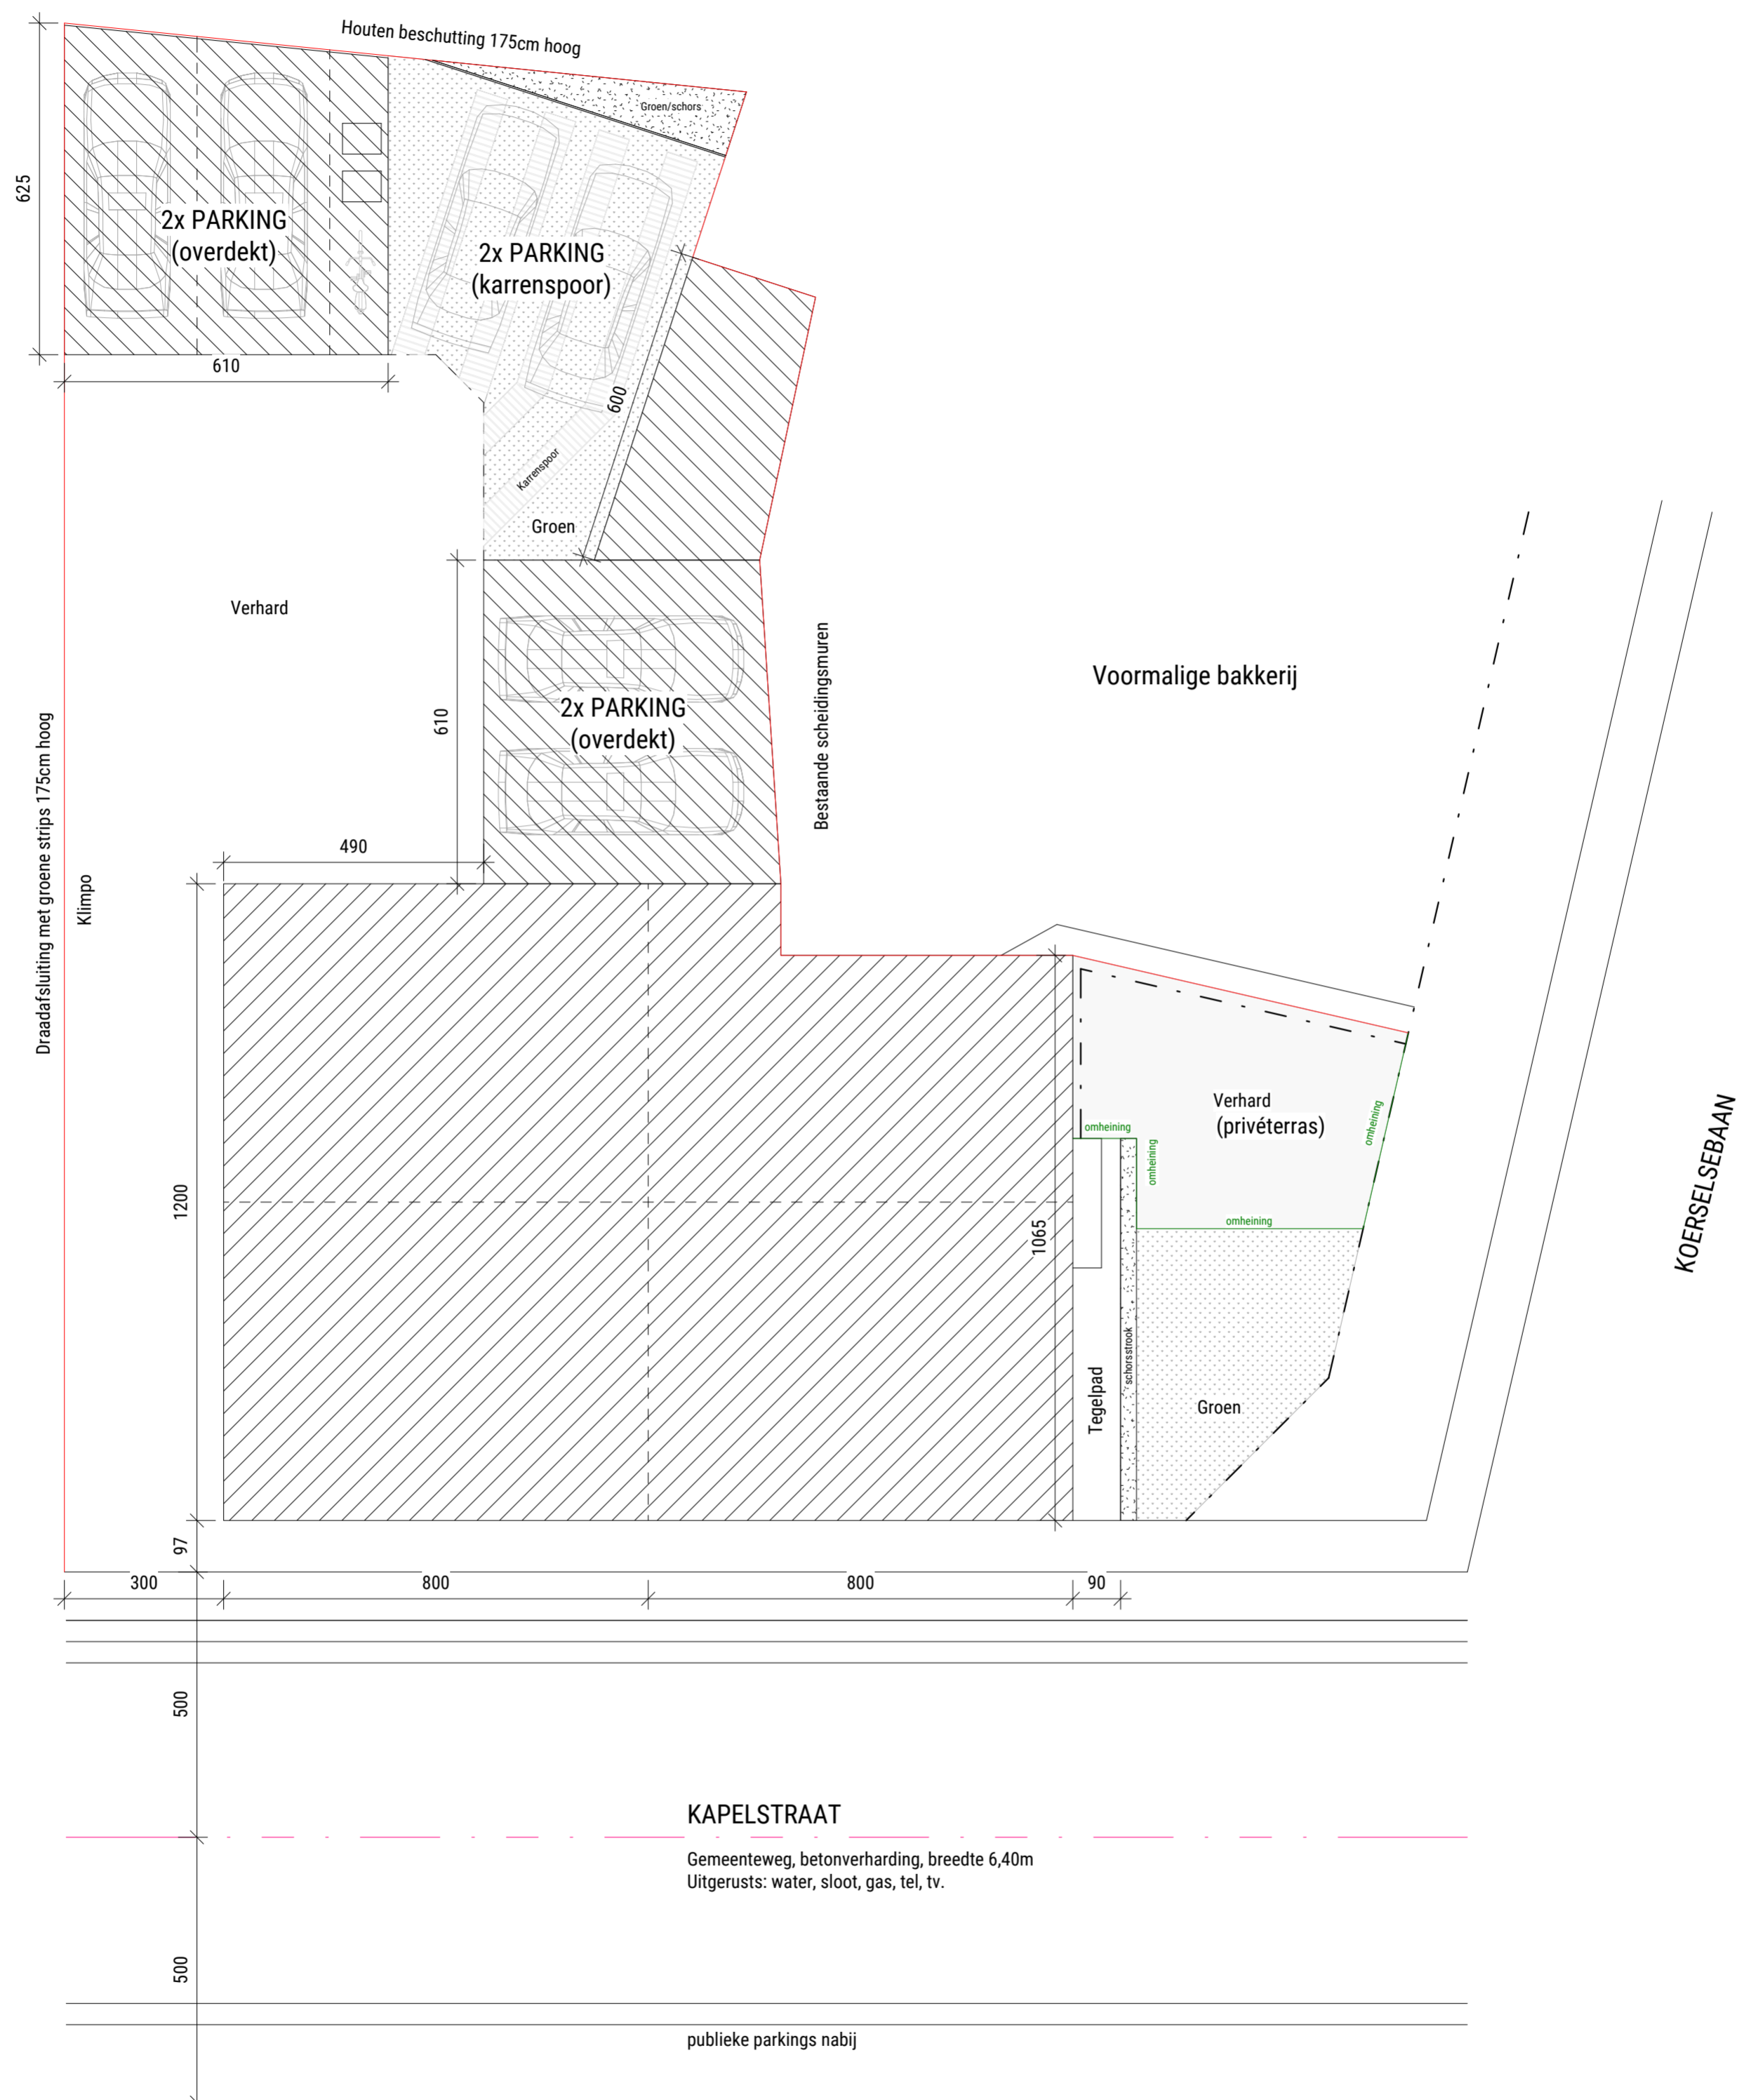 Houten beschutting 175cm hoog
Groen/schors
625
2x PARKING
(overdekt)
2x PARKING
(karrenspoor)
610
600
Karrenspoor
Groen
Verhard
610
2x PARKING
(overdekt)
Bestaande scheidingsmuren
Voormalige bakkerij
Draadafsluiting met groene strips 175cm hoog
Klimpo
490
Verhard
(privéterras)
omheining
omheining
omheining
omheining
KOERSELSEBAAN
1200
1065
Tegelpad
schorsstrook
Groen
97
300
800
800
90
500
KAPELSTRAAT
Gemeenteweg, betonverharding, breedte 6,40m
Uitgerusts: water, sloot, gas, tel, tv.
500
publieke parkings nabij